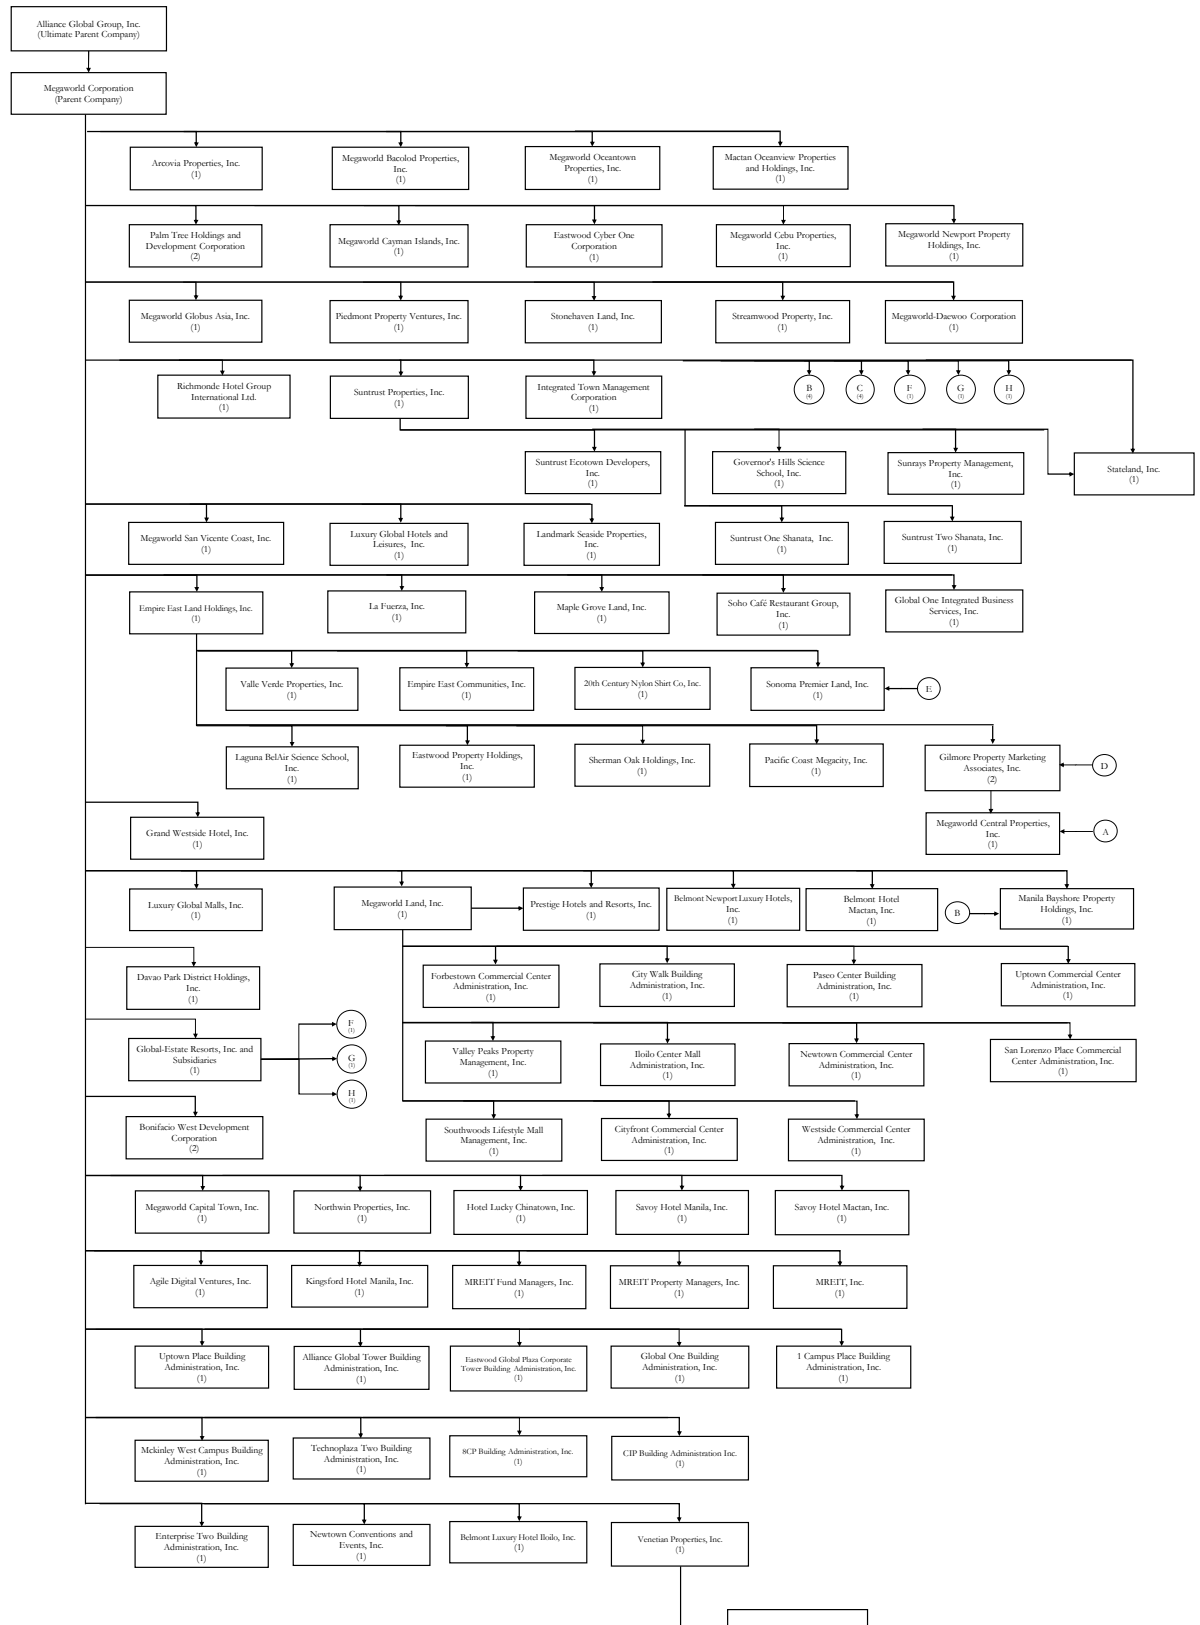 Alliance Global Group, Inc.
(Ultimate Parent Company)
Megaworld Corporation
(Parent Company)
Arcovia Properties, Inc.
(1)
Megaworld Bacolod Properties,
Inc.
(1)
Megaworld Oceantown
Properties, Inc.
(1)
Mactan Oceanview Properties
and Holdings, Inc.
(1)
Palm Tree Holdings and
Development Corporation
(2)
Megaworld Cayman Islands, Inc.
(1)
Eastwood Cyber One
Corporation
(1)
Megaworld Cebu Properties,
Inc.
(1)
Megaworld Newport Property
Holdings, Inc.
(1)
Megaworld Globus Asia, Inc.
(1)
Piedmont Property Ventures, Inc.
(1)
Stonehaven Land, Inc.
(1)
Streamwood Property, Inc.
(1)
Megaworld-Daewoo Corporation
(1)
Richmonde Hotel Group
International Ltd.
(1)
Suntrust Properties, Inc.
(1)
Integrated Town Management
Corporation
(1)
B
(4)
C
(4)
F
(1)
G
(1)
H
(1)
Suntrust Ecotown Developers,
Inc.
(1)
Governor's Hills Science
School, Inc.
(1)
Sunrays Property Management,
Inc.
(1)
Stateland, Inc.
(1)
Megaworld San Vicente Coast, Inc.
(1)
Luxury Global Hotels and
Leisures, Inc.
(1)
Landmark Seaside Properties,
Inc.
(1)
Suntrust One Shanata, Inc.
(1)
Suntrust Two Shanata, Inc.
(1)
Empire East Land Holdings, Inc.
(1)
La Fuerza, Inc.
(1)
Maple Grove Land, Inc.
(1)
Soho Café Restaurant Group,
Inc.
(1)
Global One Integrated Business
Services, Inc.
(1)
Valle Verde Properties, Inc.
(1)
Empire East Communities, Inc.
(1)
20th Century Nylon Shirt Co, Inc.
(1)
Sonoma Premier Land, Inc.
(1)
E
Laguna BelAir Science School,
Inc.
(1)
Eastwood Property Holdings,
Inc.
(1)
Sherman Oak Holdings, Inc.
(1)
Pacific Coast Megacity, Inc.
(1)
Gilmore Property Marketing
Associates, Inc.
(2)
D
Grand Westside Hotel, Inc.
(1)
Megaworld Central Properties,
Inc.
(1)
A
Luxury Global Malls, Inc.
(1)
Megaworld Land, Inc.
(1)
Prestige Hotels and Resorts, Inc.
(1)
Belmont Newport Luxury Hotels,
Inc.
(1)
Belmont Hotel
Mactan, Inc.
(1)
B
Manila Bayshore Property
Holdings, Inc.
(1)
Davao Park District Holdings,
Inc.
(1)
Forbestown Commercial Center
Administration, Inc.
(1)
City Walk Building
Administration, Inc.
(1)
Paseo Center Building
Administration, Inc.
(1)
Uptown Commercial Center
Administration, Inc.
(1)
Global-Estate Resorts, Inc. and
Subsidiaries
(1)
F
(1)
G
(1)
H
(1)
Valley Peaks Property
Management, Inc.
(1)
Iloilo Center Mall
Administration, Inc.
(1)
Newtown Commercial Center
Administration, Inc.
(1)
San Lorenzo Place Commercial
Center Administration, Inc.
(1)
Bonifacio West Development
Corporation
(2)
Southwoods Lifestyle Mall
Management, Inc.
(1)
Cityfront Commercial Center
Administration, Inc.
(1)
Westside Commercial Center
Administration, Inc.
(1)
Megaworld Capital Town, Inc.
(1)
Northwin Properties, Inc.
(1)
Hotel Lucky Chinatown, Inc.
(1)
Savoy Hotel Manila, Inc.
(1)
Savoy Hotel Mactan, Inc.
(1)
Agile Digital Ventures, Inc.
(1)
Kingsford Hotel Manila, Inc.
(1)
MREIT Fund Managers, Inc.
(1)
MREIT Property Managers, Inc.
(1)
MREIT, Inc.
(1)
Uptown Place Building
Administration, Inc.
(1)
Alliance Global Tower Building
Administration, Inc.
(1)
Eastwood Global Plaza Corporate
Tower Building Administration, Inc.
(1)
Global One Building
Administration, Inc.
(1)
1 Campus Place Building
Administration, Inc.
(1)
Mckinley West Campus Building
Administration, Inc.
(1)
Technoplaza Two Building
Administration, Inc.
(1)
8CP Building Administration, Inc.
(1)
CIP Building Administration Inc.
(1)
Enterprise Two Building
Administration, Inc.
(1)
Newtown Conventions and
Events, Inc.
(1)
Belmont Luxury Hotel Iloilo, Inc.
(1)
Venetian Properties, Inc.
(1)